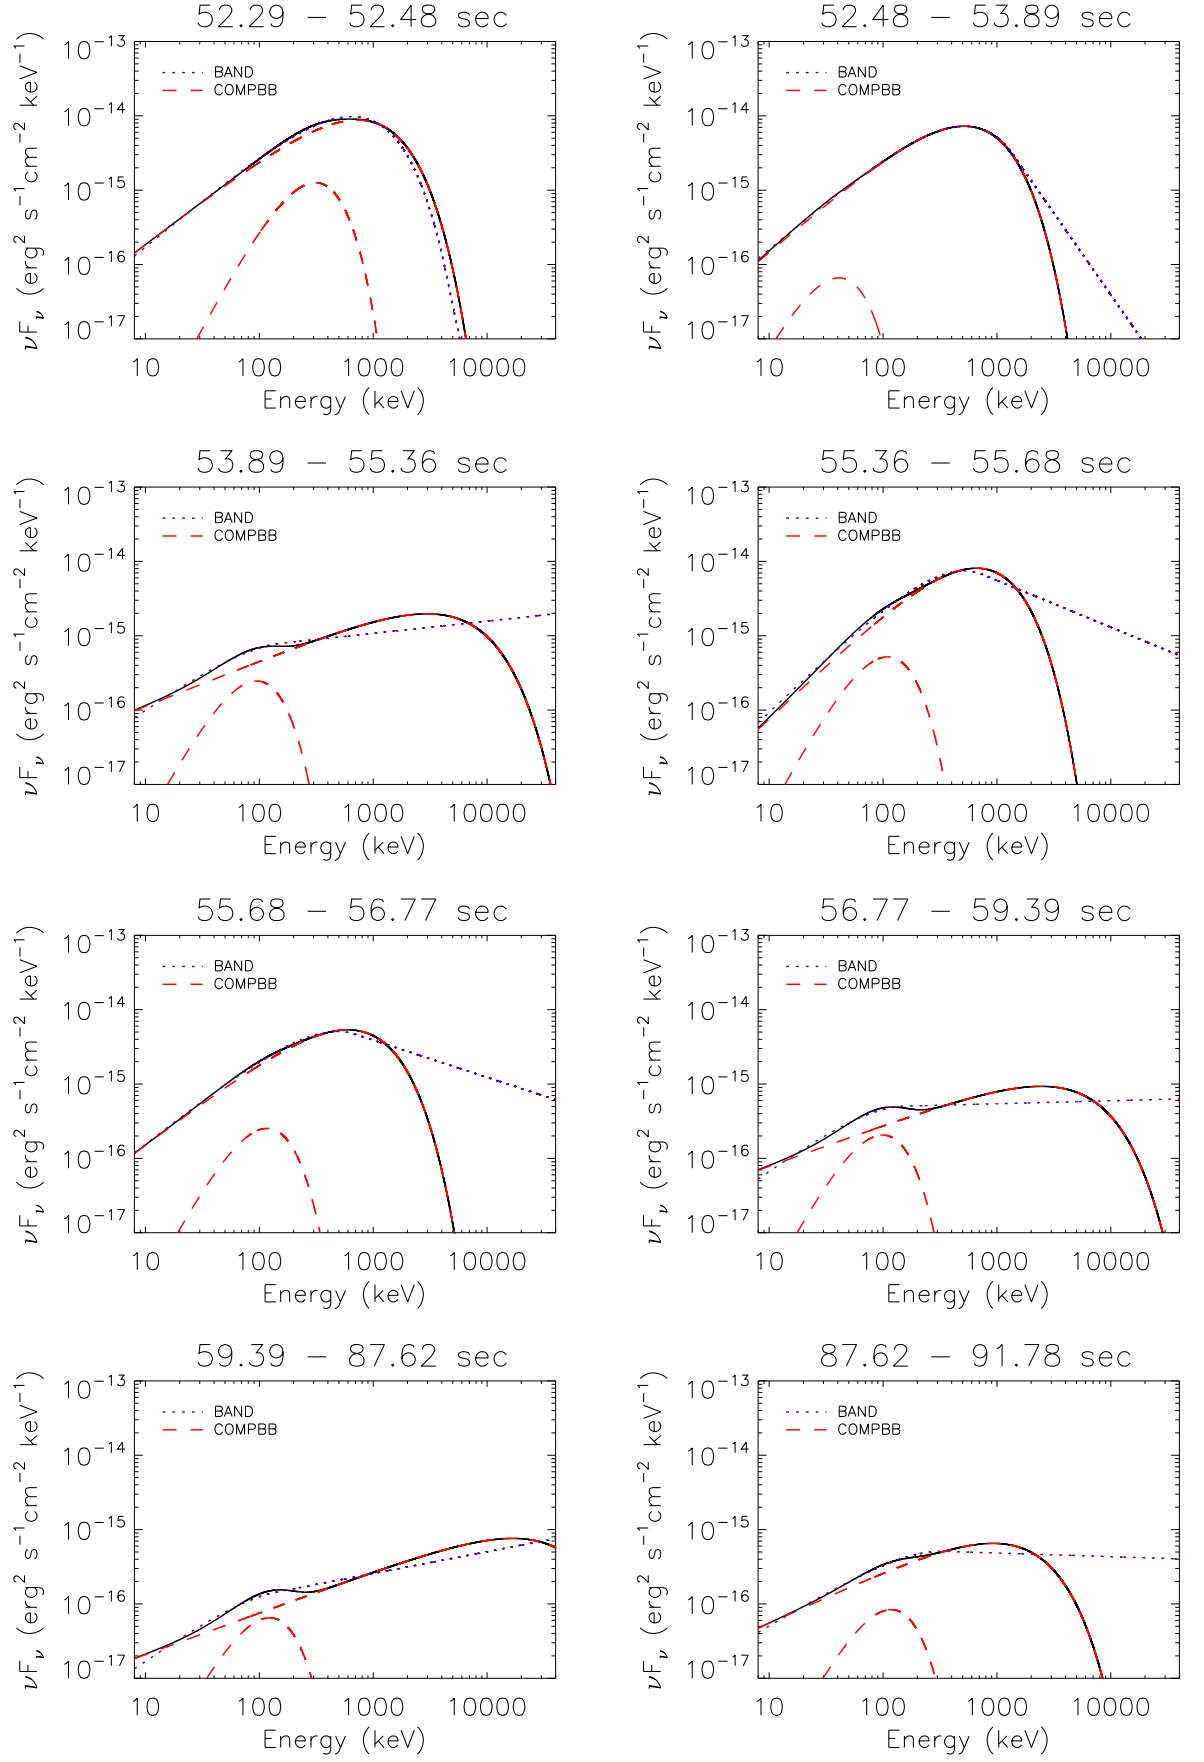 52.29 – 52.48 sec
νFν (erg² s⁻¹cm⁻² keV⁻¹)
10⁻¹³
10⁻¹⁴
10⁻¹⁵
10⁻¹⁶
10⁻¹⁷
BAND
COMPBB
10 100 1000 10000
Energy (keV)
52.48 – 53.89 sec
νFν (erg² s⁻¹cm⁻² keV⁻¹)
10⁻¹³
10⁻¹⁴
10⁻¹⁵
10⁻¹⁶
10⁻¹⁷
BAND
COMPBB
10 100 1000 10000
Energy (keV)
53.89 – 55.36 sec
νFν (erg² s⁻¹cm⁻² keV⁻¹)
10⁻¹³
10⁻¹⁴
10⁻¹⁵
10⁻¹⁶
10⁻¹⁷
BAND
COMPBB
10 100 1000 10000
Energy (keV)
55.36 – 55.68 sec
νFν (erg² s⁻¹cm⁻² keV⁻¹)
10⁻¹³
10⁻¹⁴
10⁻¹⁵
10⁻¹⁶
10⁻¹⁷
BAND
COMPBB
10 100 1000 10000
Energy (keV)
55.68 – 56.77 sec
νFν (erg² s⁻¹cm⁻² keV⁻¹)
10⁻¹³
10⁻¹⁴
10⁻¹⁵
10⁻¹⁶
10⁻¹⁷
BAND
COMPBB
10 100 1000 10000
Energy (keV)
56.77 – 59.39 sec
νFν (erg² s⁻¹cm⁻² keV⁻¹)
10⁻¹³
10⁻¹⁴
10⁻¹⁵
10⁻¹⁶
10⁻¹⁷
BAND
COMPBB
10 100 1000 10000
Energy (keV)
59.39 – 87.62 sec
νFν (erg² s⁻¹cm⁻² keV⁻¹)
10⁻¹³
10⁻¹⁴
10⁻¹⁵
10⁻¹⁶
10⁻¹⁷
BAND
COMPBB
10 100 1000 10000
Energy (keV)
87.62 – 91.78 sec
νFν (erg² s⁻¹cm⁻² keV⁻¹)
10⁻¹³
10⁻¹⁴
10⁻¹⁵
10⁻¹⁶
10⁻¹⁷
BAND
COMPBB
10 100 1000 10000
Energy (keV)